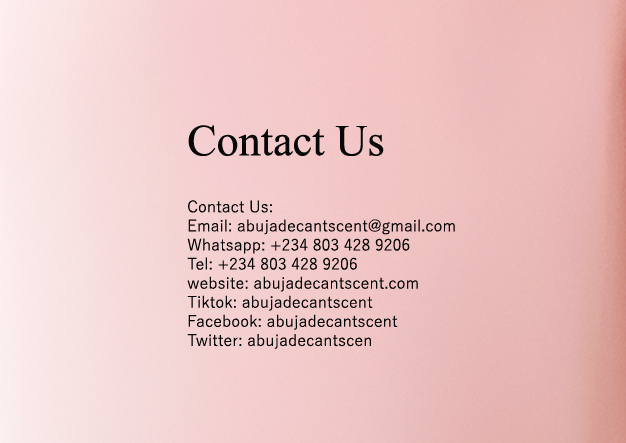 Contact Us
Contact Us:
Email: abujadecantscent@gmail.com
Whatsapp: +234 803 428 9206
Tel: +234 803 428 9206
website: abujadecantscent.com
Tiktok: abujadecantscent
Facebook: abujadecantscent
Twitter: abujadecantscen